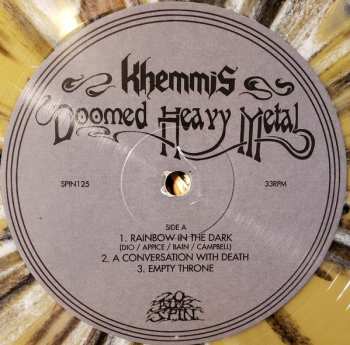 Khemmis
Doomed Heavy Metal
SPIN125
33RPM
SIDE A
1. RAINBOW IN THE DARK
(DIO / APPICE / BAIN / CAMPBELL)
2. A CONVERSATION WITH DEATH
3. EMPTY THRONE
20
BUCK
SPIN